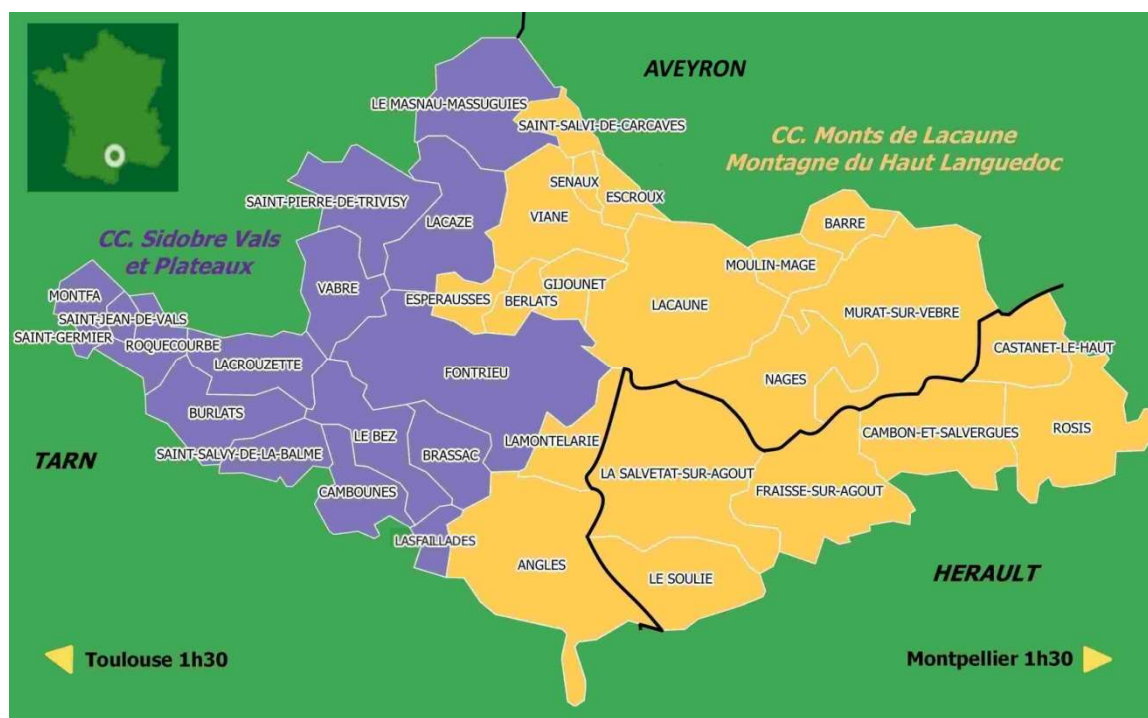 AVEYRON
LE MASNAU-MASSUGUIES
SAINT-SALVI-DE-CARCAVES
CC. Monts de Lacaune
Montagne du Haut Languedoc
SENAUX
ESCROUX
SAINT-PIERRE-DE-TRIVISY
LACAZE
VIANE
BARRE
CC. Sidobre Vals
et Plateaux
MOULIN-MAGE
VABRE
GIJOUNET
ESPERAUSSES
BERLATS
LACAUNE
MONTFA
MURAT-SUR-VEBRE
SAINT-JEAN-DE-VALS
SAINT-GERMIER
ROQUECOURBE
CASTANET-LE-HAUT
LACROUZETTE
FONTRIEU
NAGES
BURLATS
CAMBON-ET-SALVERGUES
ROSIS
LAMONTELARIE
LE BEZ
SAINT-SALVY-DE-LA-BALME
BRASSAC
TARN
LA SALVETAT-SUR-AGOUT
CAMBOUNES
FRAISSE-SUR-AGOUT
LASFAILLADES
ANGLES
LE SOULIE
HERAULT
Toulouse 1h30
Montpellier 1h30